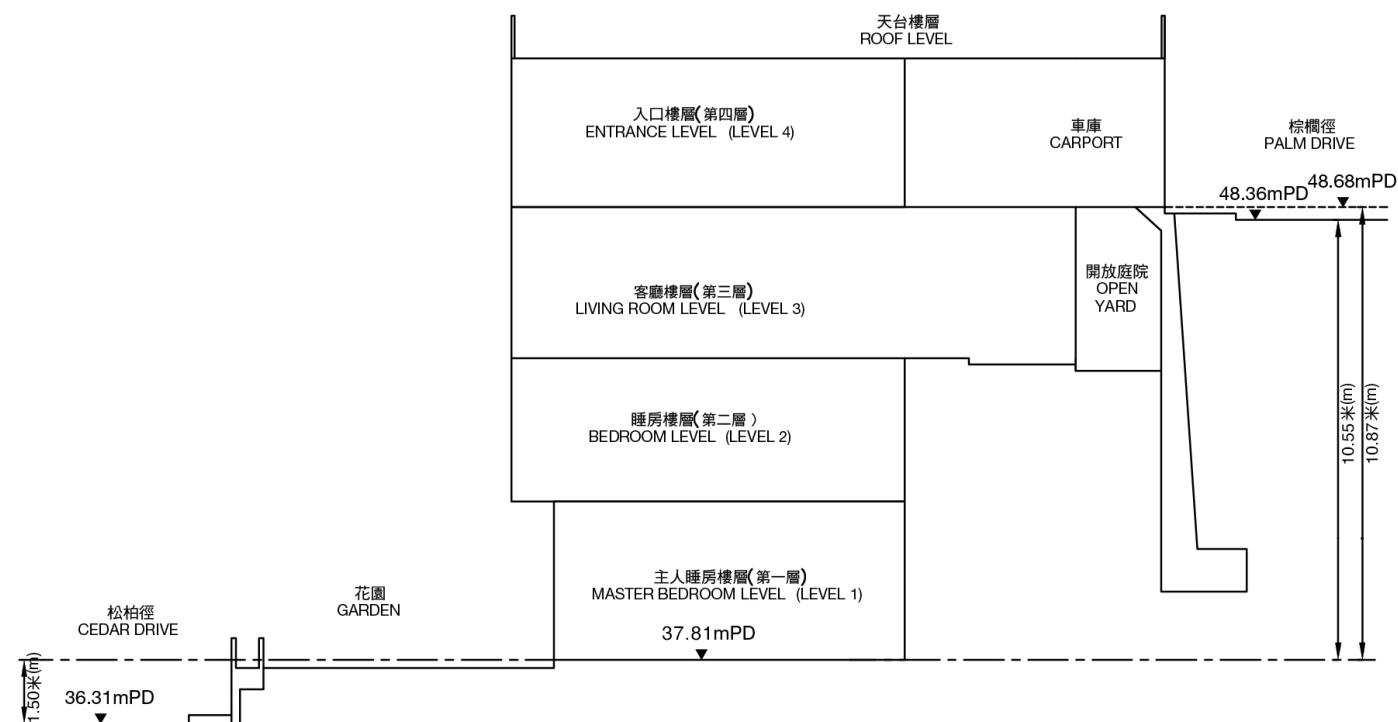 天台樓層
ROOF LEVEL
入口樓層(第四層)
ENTRANCE LEVEL (LEVEL 4)
車庫
CARPORT
棕櫚徑
PALM DRIVE
48.36mPD
48.68mPD
客廳樓層(第三層)
LIVING ROOM LEVEL (LEVEL 3)
開放庭院
OPEN
YARD
睡房樓層(第二層)
BEDROOM LEVEL (LEVEL 2)
10.55米(m)
10.87米(m)
主人睡房樓層(第一層)
MASTER BEDROOM LEVEL (LEVEL 1)
37.81mPD
花園
GARDEN
松柏徑
CEDAR DRIVE
1.50米(m)
36.31mPD